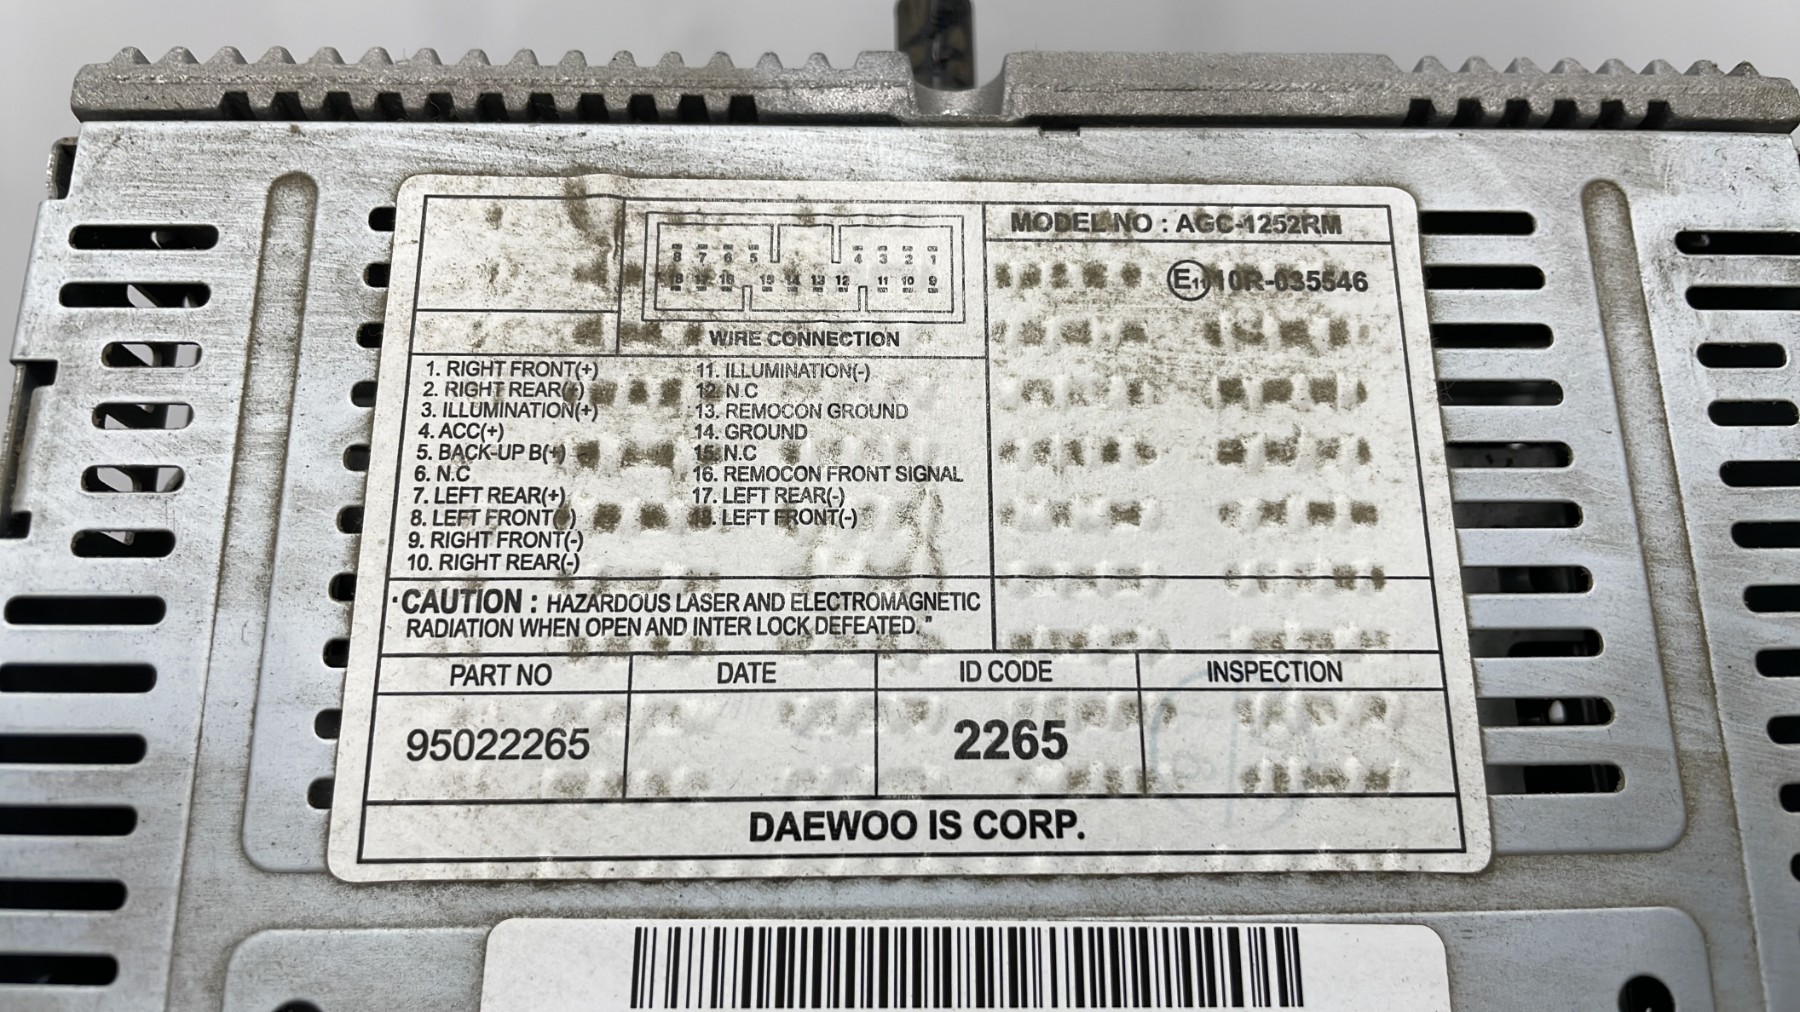 8 7 6 5 4 3 2 1
18 17 16 15 14 13 12 11 10 9
WIRE CONNECTION
MODEL NO : AGC-1252RM
E11 10R-035546
1. RIGHT FRONT(+)
2. RIGHT REAR(+)
3. ILLUMINATION(+)
4. ACC(+)
5. BACK-UP B(+)
6. N.C
7. LEFT REAR(+)
8. LEFT FRONT(+)
9. RIGHT FRONT(-)
10. RIGHT REAR(-)
11. ILLUMINATION(-)
12. N.C
13. REMOCON GROUND
14. GROUND
15. N.C
16. REMOCON FRONT SIGNAL
17. LEFT REAR(-)
18. LEFT FRONT(-)
"CAUTION : HAZARDOUS LASER AND ELECTROMAGNETIC
RADIATION WHEN OPEN AND INTER LOCK DEFEATED."
PART NO DATE ID CODE INSPECTION
95022265 2265
DAEWOO IS CORP.